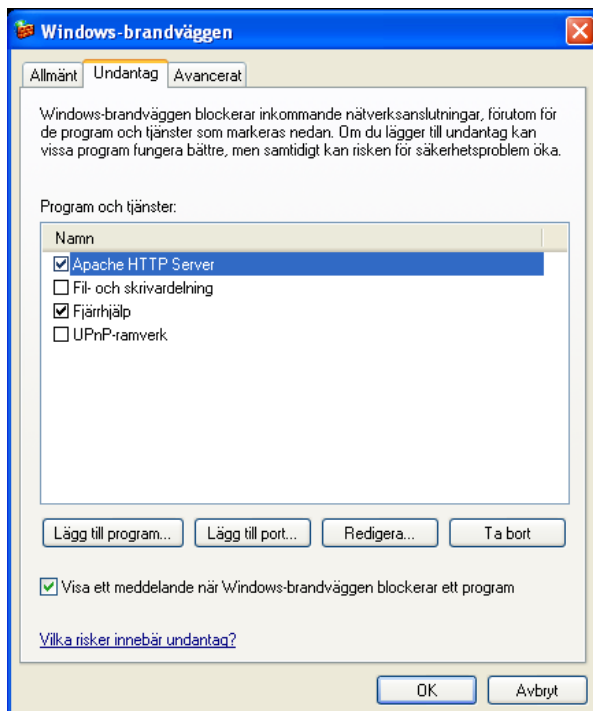 Windows-brandväggen
Allmänt Undantag Avancerat
Windows-brandväggen blockerar inkommande nätverksanslutningar, förutom för
de program och tjänster som markeras nedan. Om du lägger till undantag kan
vissa program fungera bättre, men samtidigt kan risken för säkerhetsproblem öka.
Program och tjänster:
Namn
Apache HTTP Server
Fil- och skrivardelning
Fjärrhjälp
UPnP-ramverk
Lägg till program... Lägg till port... Redigera... Ta bort
Visa ett meddelande när Windows-brandväggen blockerar ett program
Vilka risker innebär undantag?
OK Avbryt